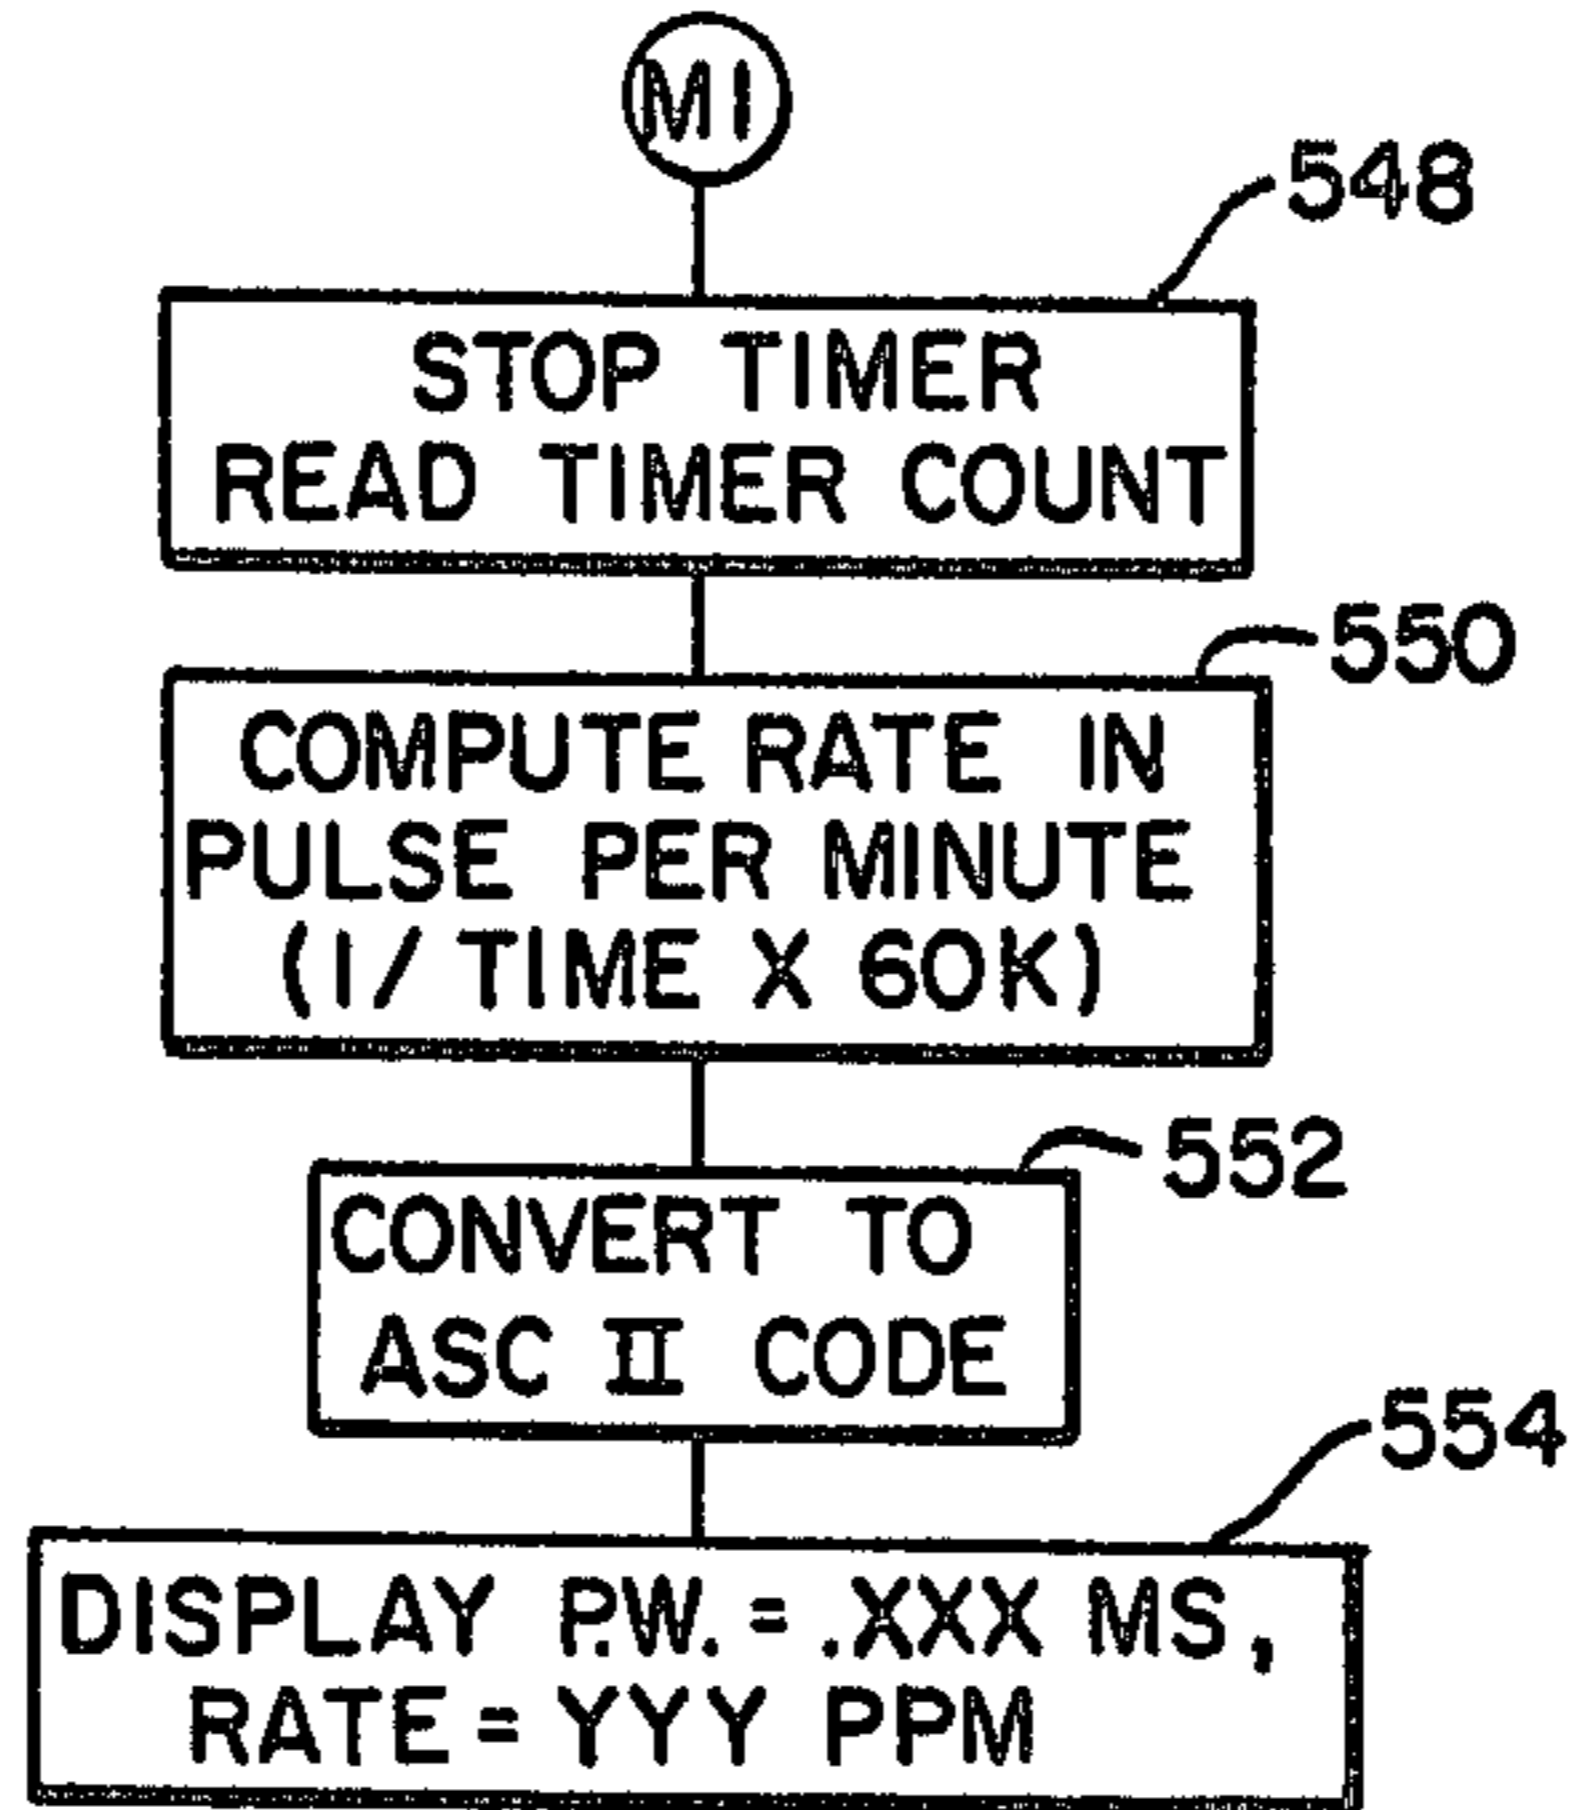 M1
548
STOP TIMER
READ TIMER COUNT
550
COMPUTE RATE IN
PULSE PER MINUTE
(1/TIME X 60K)
552
CONVERT TO
ASC II CODE
554
DISPLAY P.W. = .XXX MS,
RATE = YYY PPM